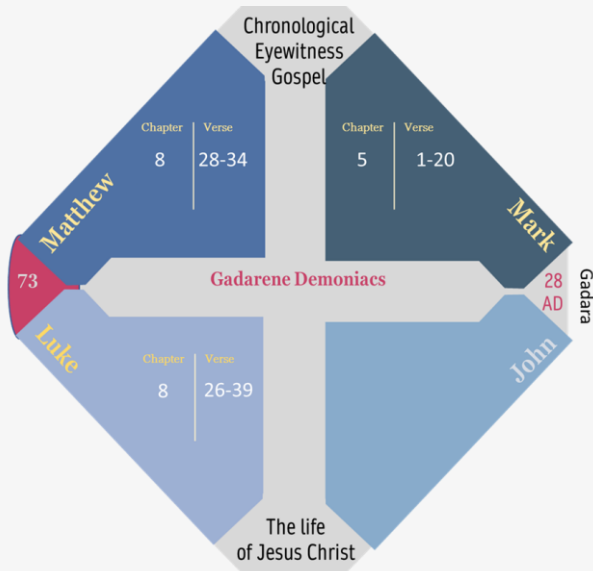 Chronological
Eyewitness
Gospel
Matthew
Chapter Verse
8 28-34
Mark
Chapter Verse
5 1-20
73
Gadarene Demoniacs
28
AD
Gadara
Luke
Chapter Verse
8 26-39
John
The life
of Jesus Christ